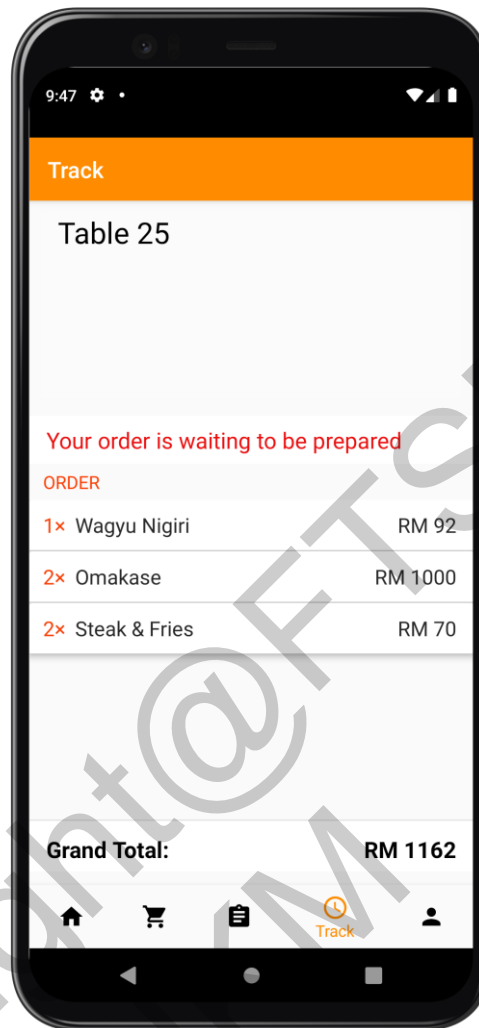 9:47
Track
Table 25
Your order is waiting to be prepared
ORDER
1× Wagyu Nigiri RM 92
2× Omakase RM 1000
2× Steak & Fries RM 70
Grand Total: RM 1162
Track